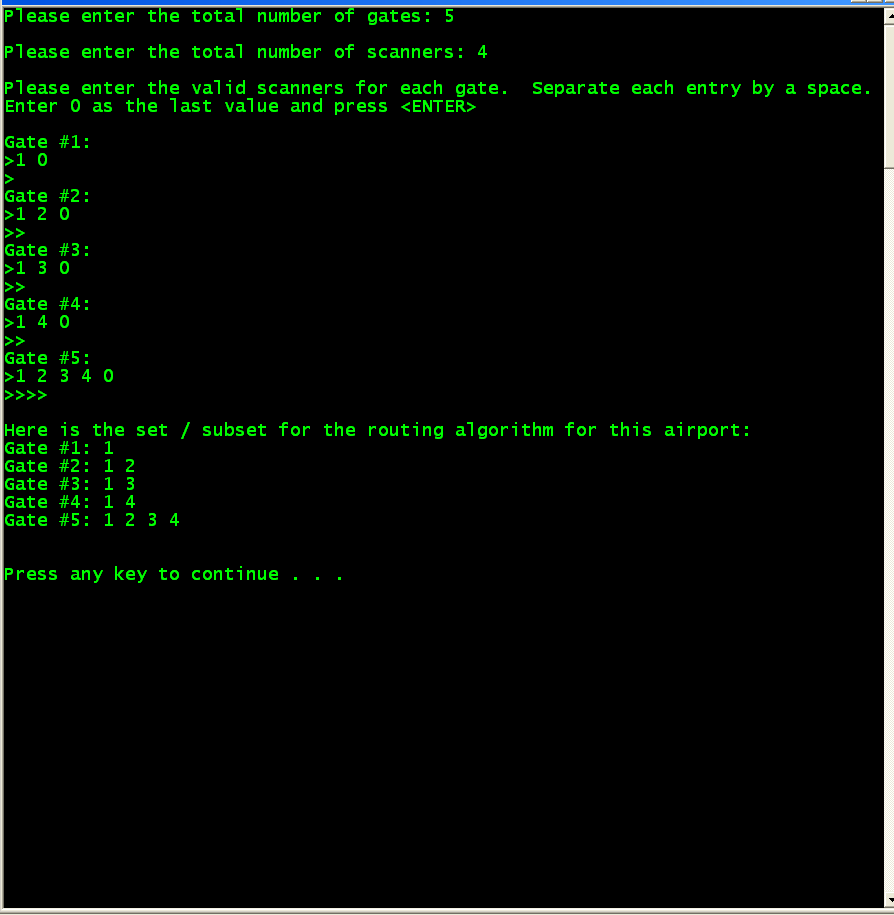 Please enter the total number of gates: 5
Please enter the total number of scanners: 4
Please enter the valid scanners for each gate.  Separate each entry by a space.
Enter 0 as the last value and press <ENTER>
Gate #1:
>1 0
>
Gate #2:
>1 2 0
>>
Gate #3:
>1 3 0
>>
Gate #4:
>1 4 0
>>
Gate #5:
>1 2 3 4 0
>>>>
Here is the set / subset for the routing algorithm for this airport:
Gate #1: 1
Gate #2: 1 2
Gate #3: 1 3
Gate #4: 1 4
Gate #5: 1 2 3 4
Press any key to continue . . .